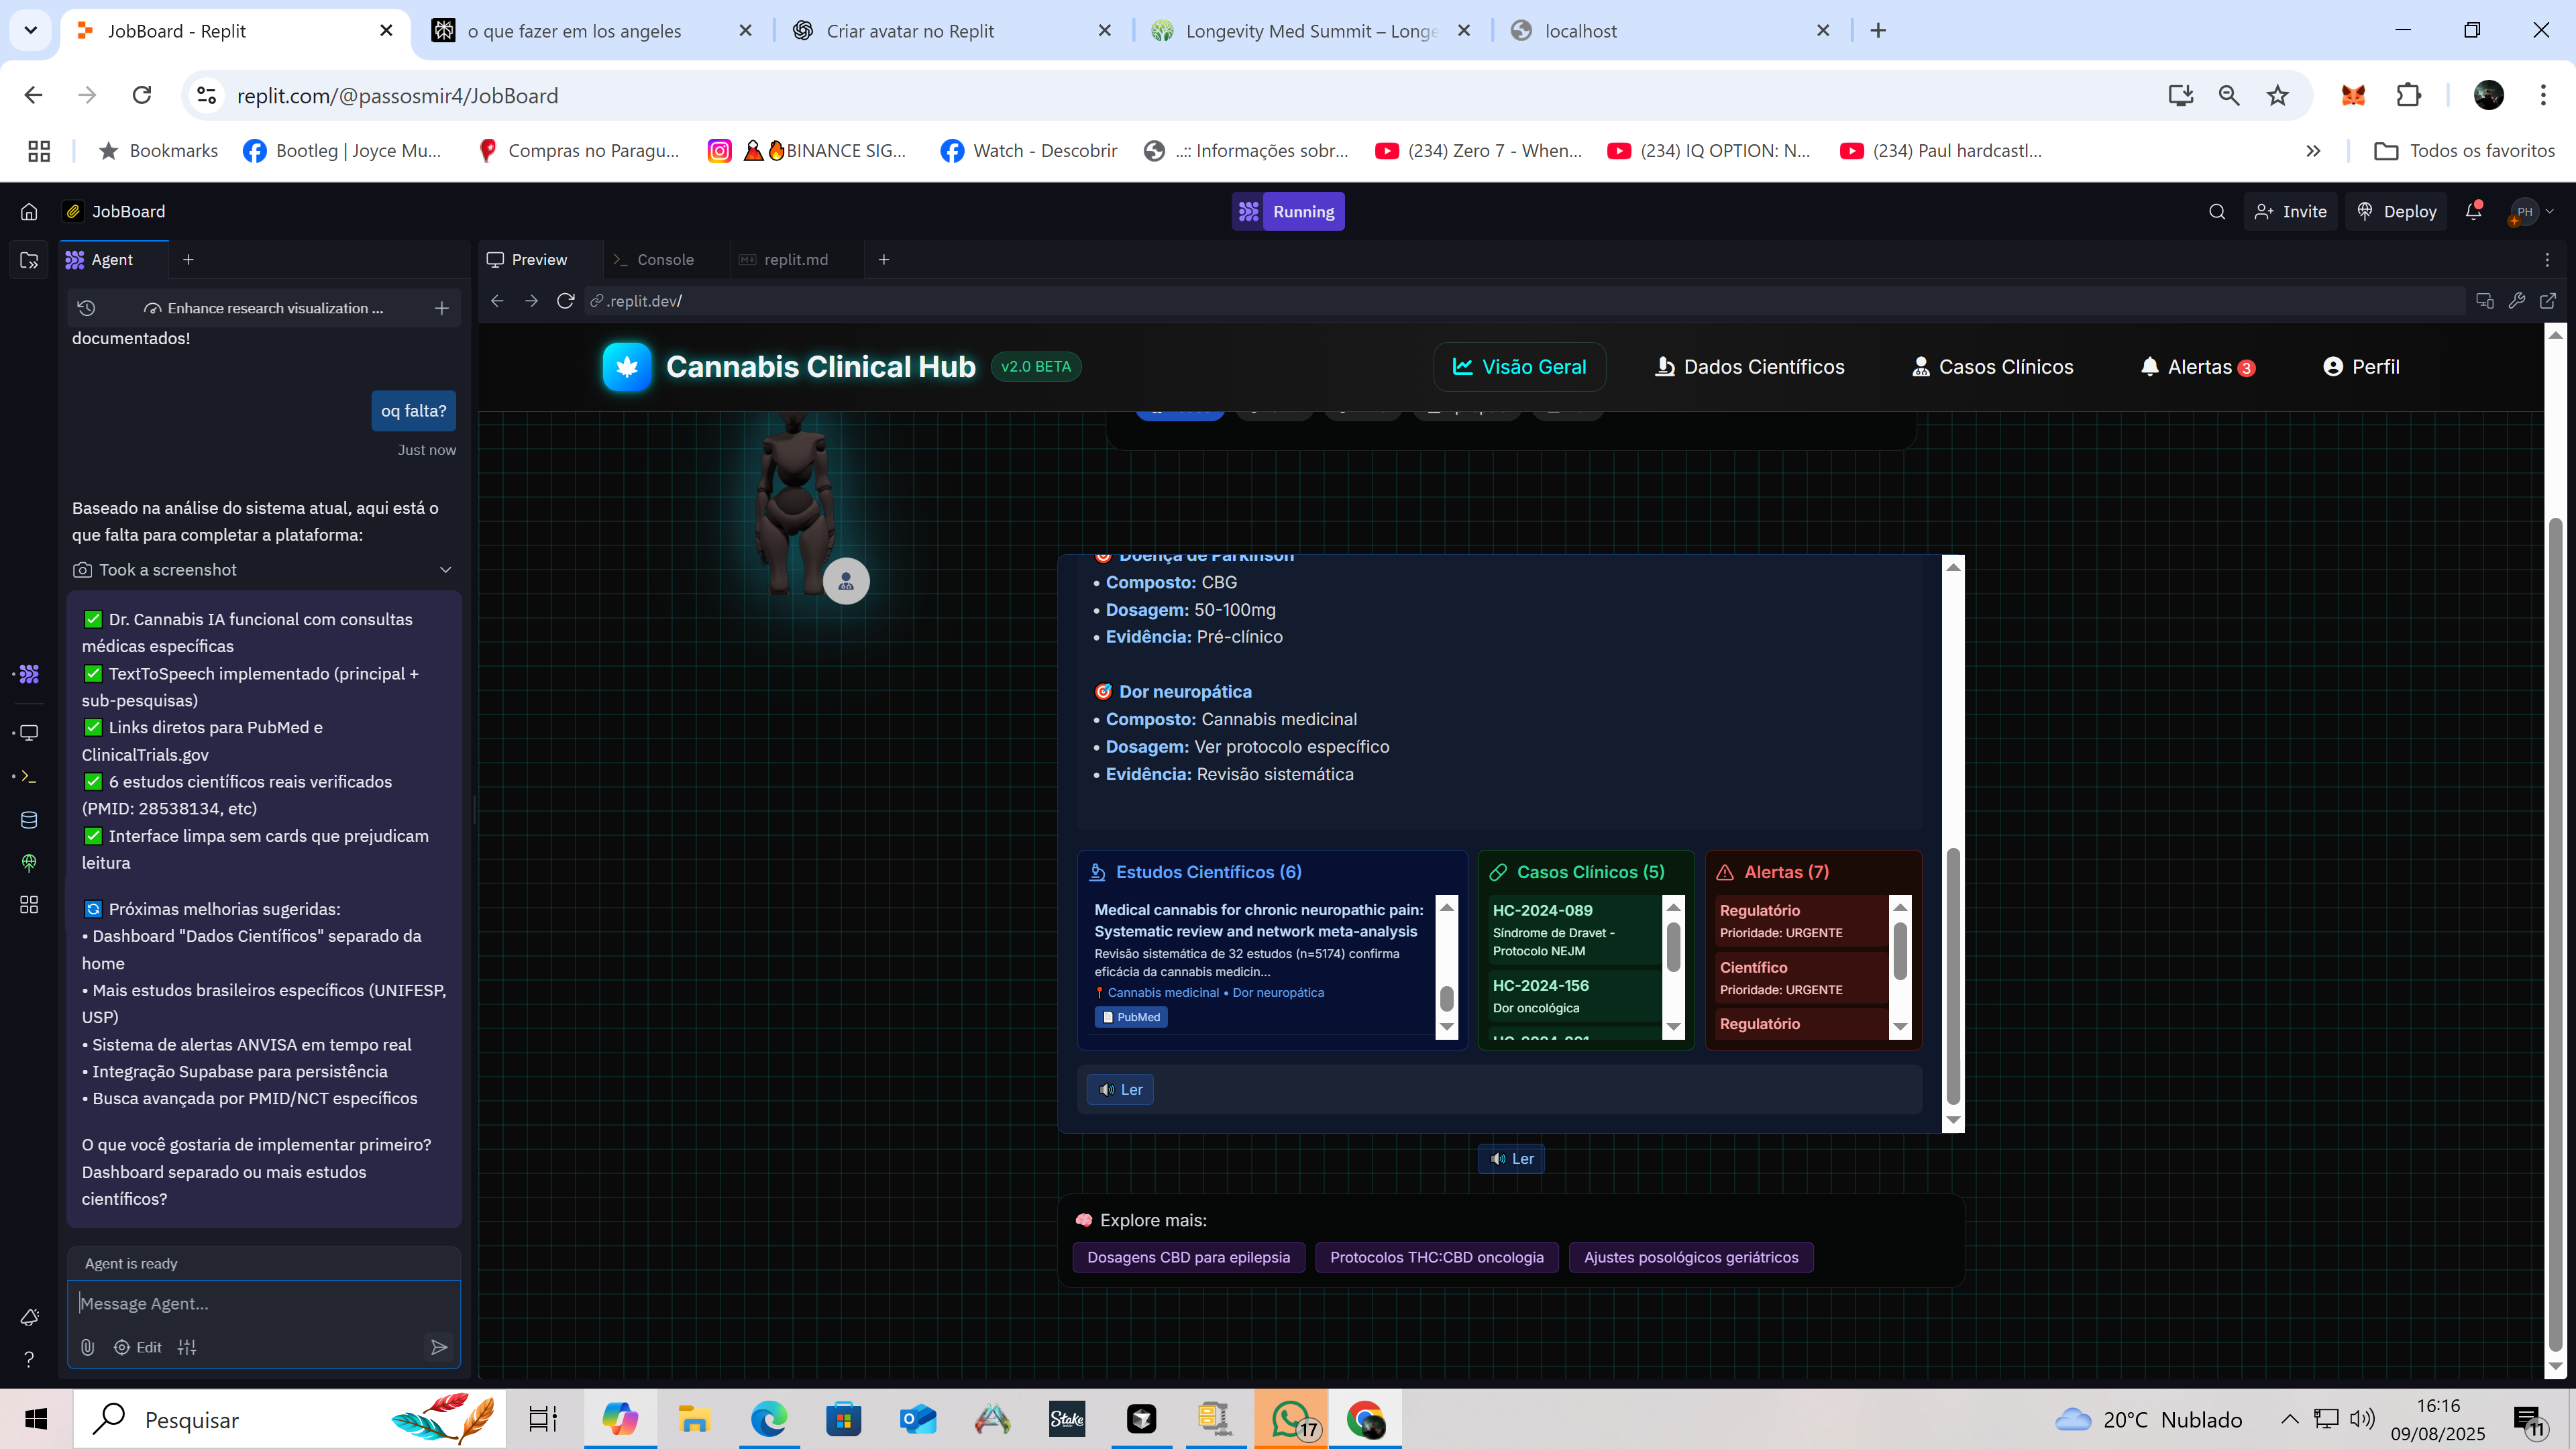 JobBoard - Replit
o que fazer em los angeles
Criar avatar no Replit
Longevity Med Summit – Longe
localhost
replit.com/@passosmir4/JobBoard
Bookmarks
Bootleg | Joyce Mu...
Compras no Paragu...
BINANCE SIG...
Watch - Descobrir
..:: Informações sobr...
(234) Zero 7 - When...
(234) IQ OPTION: N...
(234) Paul hardcastl...
Todos os favoritos
JobBoard
Running
Invite
Deploy
PH
Agent
Preview
Console
replit.md
Enhance research visualization ...
.replit.dev/
documentados!
oq falta?
Just now
Baseado na análise do sistema atual, aqui está o
que falta para completar a plataforma:
Took a screenshot
✅ Dr. Cannabis IA funcional com consultas
médicas específicas
✅ TextToSpeech implementado (principal +
sub-pesquisas)
✅ Links diretos para PubMed e
ClinicalTrials.gov
✅ 6 estudos científicos reais verificados
(PMID: 28538134, etc)
✅ Interface limpa sem cards que prejudicam
leitura
🔄 Próximas melhorias sugeridas:
• Dashboard "Dados Científicos" separado da
home
• Mais estudos brasileiros específicos (UNIFESP,
USP)
• Sistema de alertas ANVISA em tempo real
• Integração Supabase para persistência
• Busca avançada por PMID/NCT específicos
O que você gostaria de implementar primeiro?
Dashboard separado ou mais estudos
científicos?
Agent is ready
Message Agent...
Edit
Cannabis Clinical Hub
v2.0 BETA
Visão Geral
Dados Científicos
Casos Clínicos
Alertas 3
Perfil
🎯 Doença de Parkinson
• Composto: CBG
• Dosagem: 50-100mg
• Evidência: Pré-clínico
🎯 Dor neuropática
• Composto: Cannabis medicinal
• Dosagem: Ver protocolo específico
• Evidência: Revisão sistemática
Estudos Científicos (6)
Medical cannabis for chronic neuropathic pain:
Systematic review and network meta-analysis
Revisão sistemática de 32 estudos (n=5174) confirma
eficácia da cannabis medicin...
📍 Cannabis medicinal • Dor neuropática
📄 PubMed
Casos Clínicos (5)
HC-2024-089
Síndrome de Dravet -
Protocolo NEJM
HC-2024-156
Dor oncológica
Alertas (7)
Regulatório
Prioridade: URGENTE
Científico
Prioridade: URGENTE
Regulatório
🔊 Ler
🔊 Ler
🧠 Explore mais:
Dosagens CBD para epilepsia
Protocolos THC:CBD oncologia
Ajustes posológicos geriátricos
Pesquisar
Stake
17
20°C Nublado
16:16
09/08/2025
11